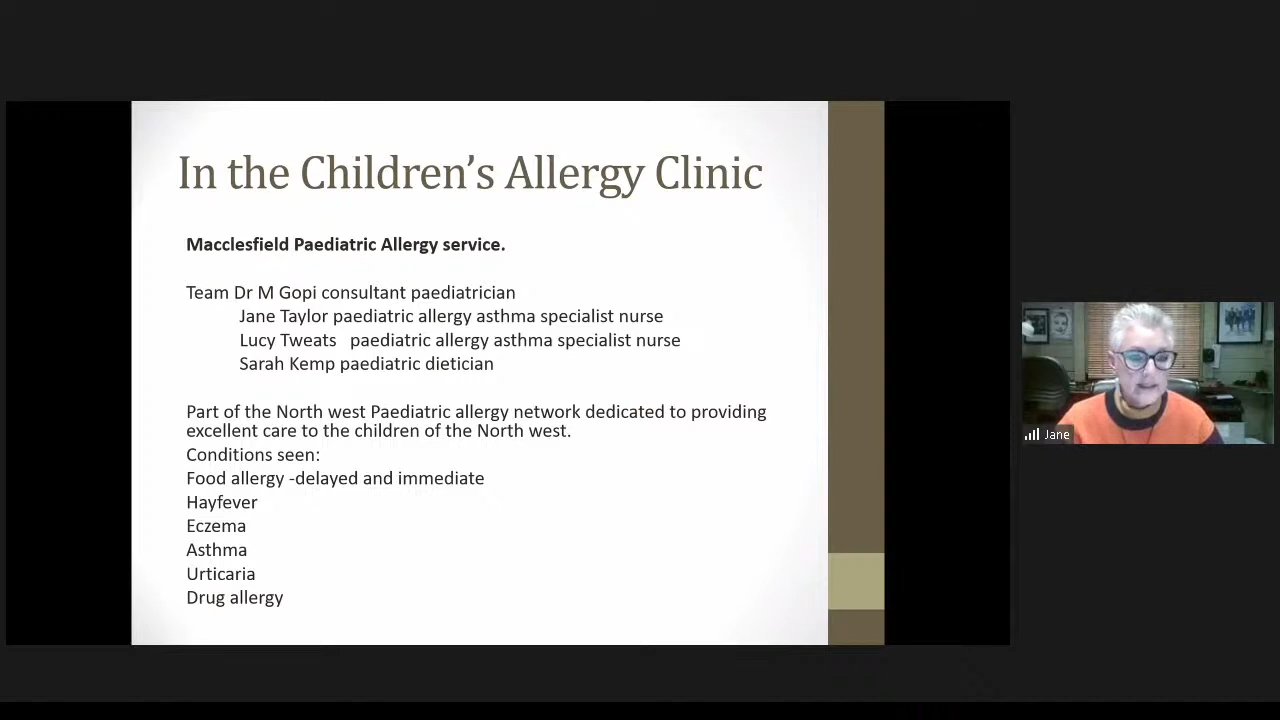 In the Children's Allergy Clinic
Macclesfield Paediatric Allergy service.
Team Dr M Gopi consultant paediatrician
Jane Taylor paediatric allergy asthma specialist nurse
Lucy Tweats paediatric allergy asthma specialist nurse
Sarah Kemp paediatric dietician
Part of the North west Paediatric allergy network dedicated to providing
excellent care to the children of the North west.
Conditions seen:
Food allergy -delayed and immediate
Hayfever
Eczema
Asthma
Urticaria
Drug allergy
Jane